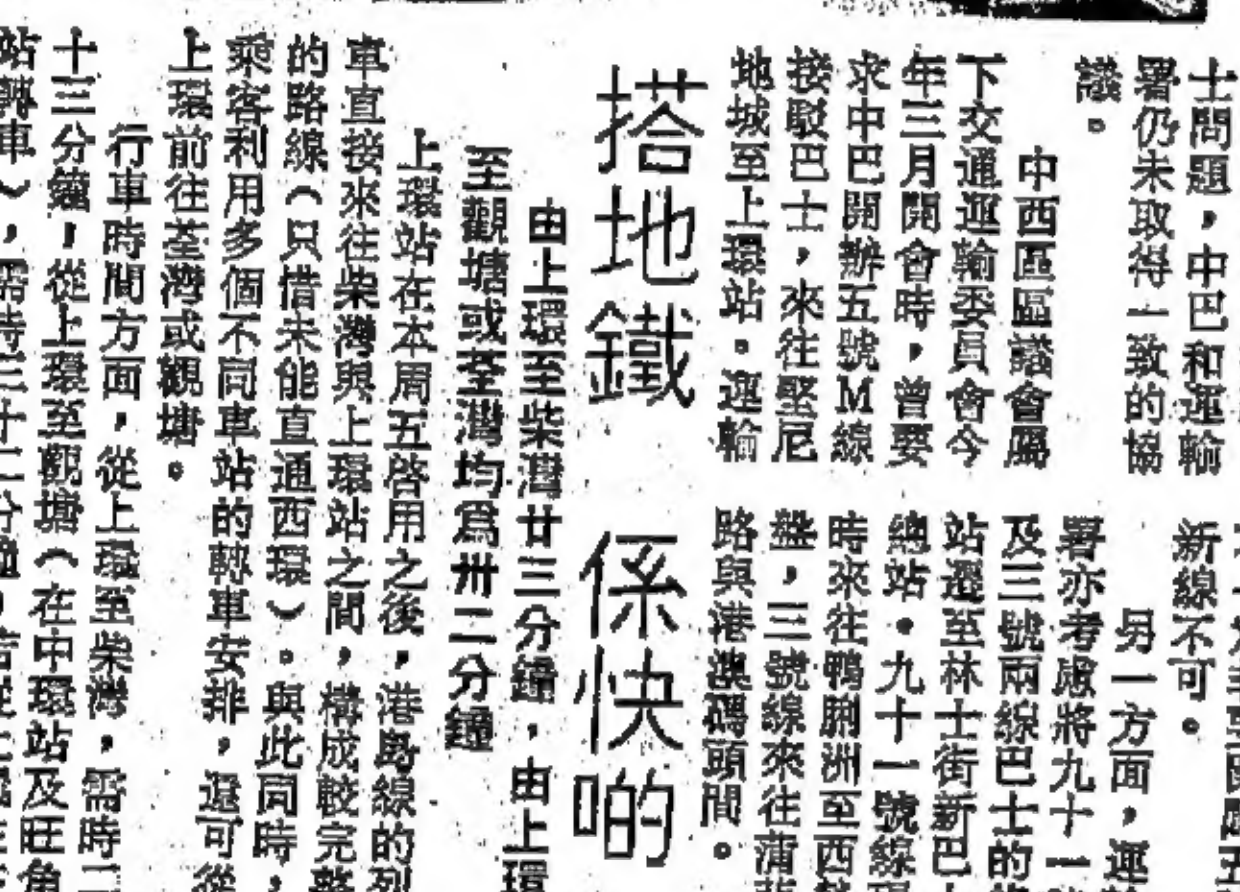 士問題，中巴和運輸
署仍未取得一致的協
議。
中西區區議會屬
下交通運輸委員會今
年三月開會時，曾要
求中巴開辦五號M線
接駁巴士，來往堅尼
地城至上環站。運輸
新線不可。
另一方面，運
署亦考慮將九十一
及三號兩線巴士的
站遷至林士街新巴
總站。九十一號線
時來往鴨脷洲至西
盤，三號線來往蒲
路與港澳碼頭間。
搭地鐵 係快啲
由上環至柴灣廿三分鐘，由上環
至觀塘或荃灣均為卅二分鐘
上環站在本周五啓用之後，港島線的列
車直接來往柴灣與上環站之間，構成較完整
的路線（只惜未能直通西環）。與此同時，
乘客利用多個不同車站的轉車安排，還可從
上環前往荃灣或觀塘。
行車時間方面，從上環至柴灣，需時二
十三分鐘，從上環至觀塘（在中環站及旺角
站轉車），需時三十二分鐘，